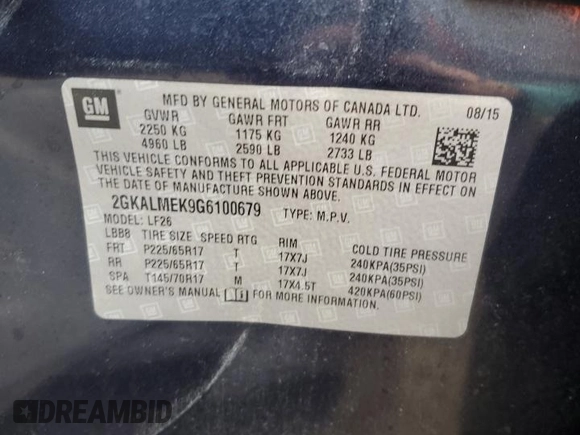 GM
MFD BY GENERAL MOTORS OF CANADA LTD. 08/15
GVWR GAWR FRT GAWR RR
2250 KG 1175 KG 1240 KG
4960 LB 2590 LB 2733 LB
THIS VEHICLE CONFORMS TO ALL APPLICABLE U.S. FEDERAL MOTOR
VEHICLE SAFETY AND THEFT PREVENTION STANDARDS IN EFFECT ON
THE DATE OF MANUFACTURE SHOWN ABOVE.
2GKALMEK9G6100679 TYPE: M.P.V.
MODEL: LF26
LBB8 TIRE SIZE SPEED RTG RIM COLD TIRE PRESSURE
FRT P225/65R17 T 17X7J 240KPA(35PSI)
RR P225/65R17 T 17X7J 240KPA(35PSI)
SPA T145/70R17 M 17X4.5T 420KPA(60PSI)
SEE OWNER'S MANUAL FOR MORE INFORMATION.
DREAMBID